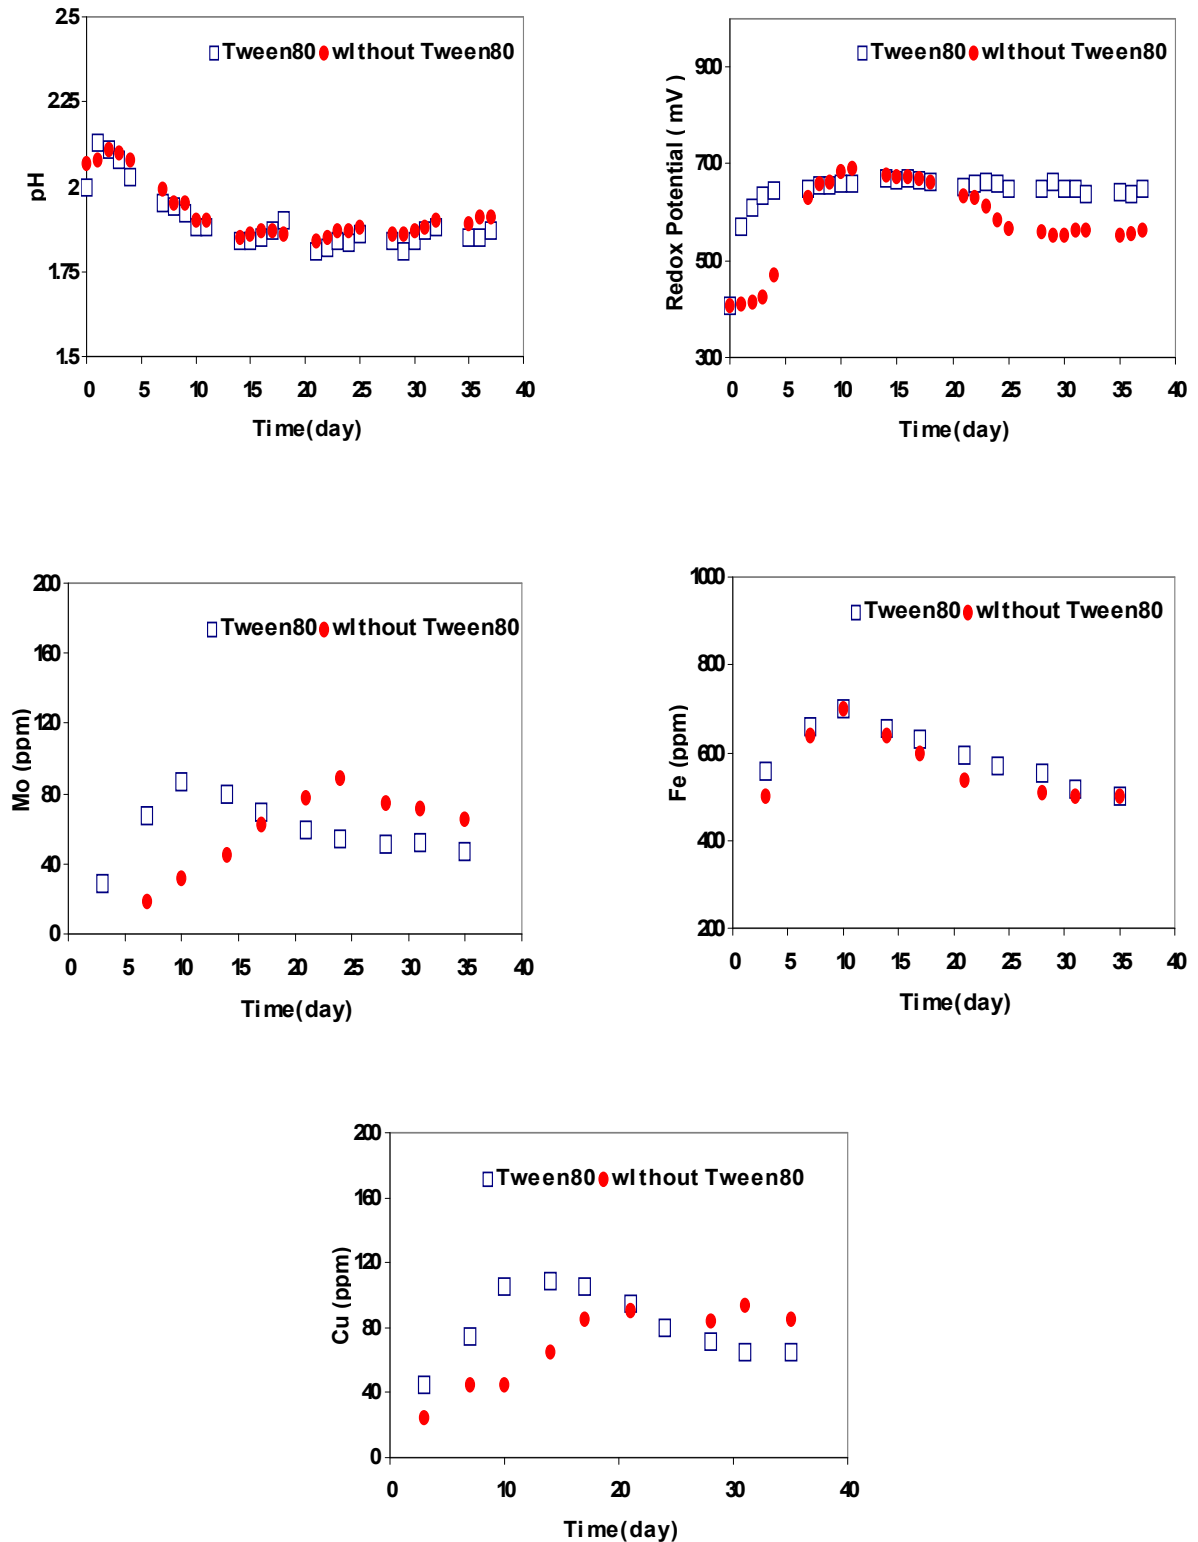 2.5
Tween80 wIthout Tween80
2.25
pH
2
1.75
1.5
0 5 10 15 20 25 30 35 40
Time(day)
Tween80 wIthout Tween80
900
Redox Potential ( mV )
700
500
300
0 5 10 15 20 25 30 35 40
Time(day)
200
Tween80 wIthout Tween80
160
120
Mo (ppm)
80
40
0
0 5 10 15 20 25 30 35 40
Time(day)
1000
Tween80 wIthout Tween80
800
Fe (ppm)
600
400
200
0 5 10 15 20 25 30 35 40
Time(day)
200
Tween80 wIthout Tween80
160
120
Cu (ppm)
80
40
0
0 10 20 30 40
Time(day)